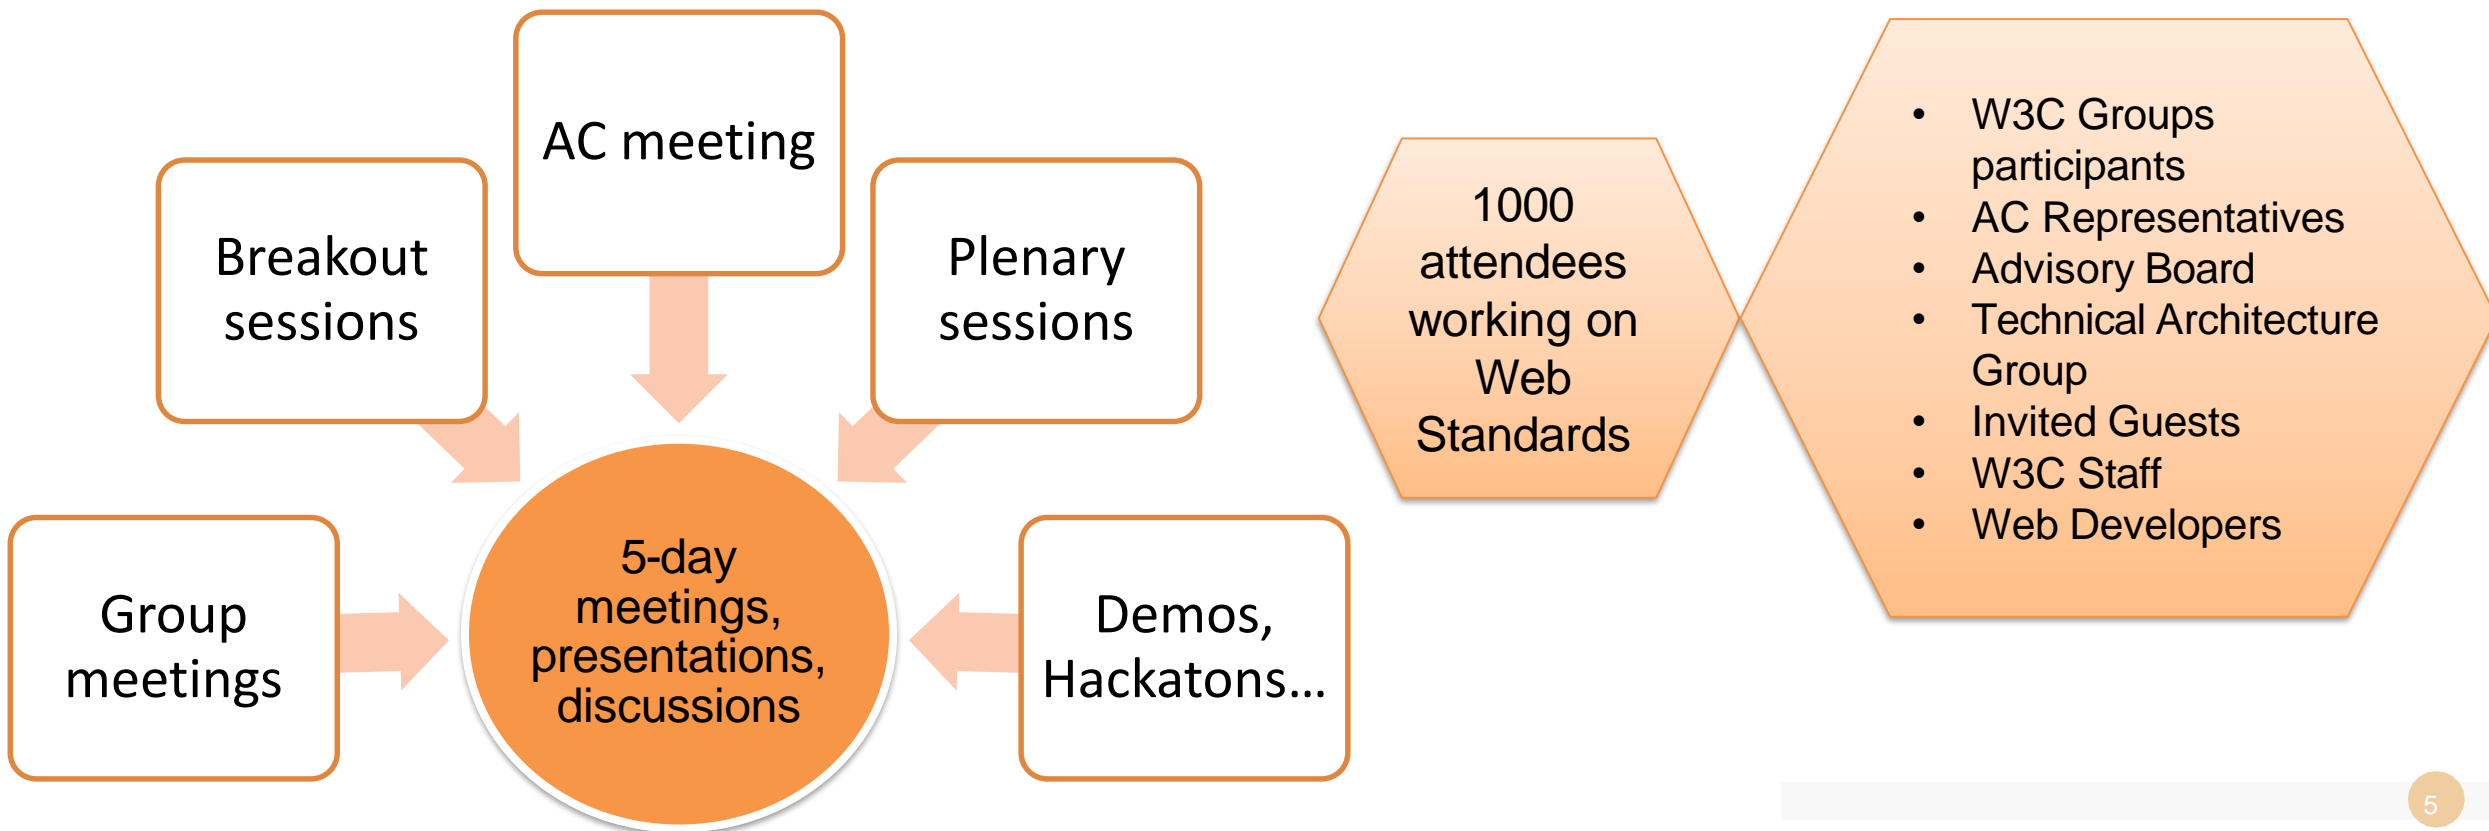 AC meeting
Breakout
sessions
Plenary
sessions
Group
meetings
5-day
meetings,
presentations,
discussions
Demos,
Hackatons…
1000
attendees
working on
Web
Standards
• W3C Groups
participants
• AC Representatives
• Advisory Board
• Technical Architecture
Group
• Invited Guests
• W3C Staff
• Web Developers
5